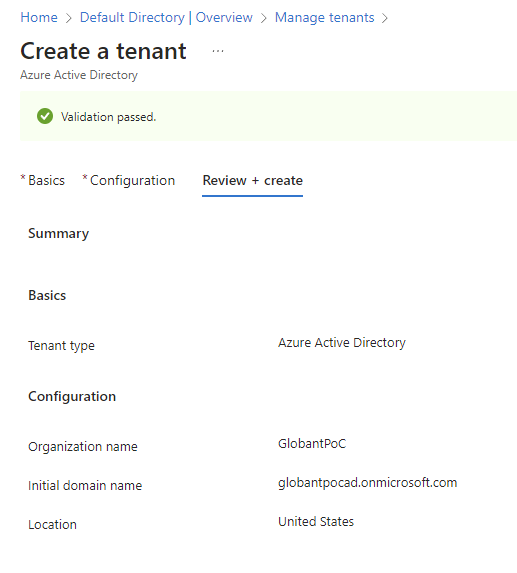 Home > Default Directory | Overview > Manage tenants >
Create a tenant ...
Azure Active Directory
Validation passed.
* Basics * Configuration Review + create
Summary
Basics
Tenant type Azure Active Directory
Configuration
Organization name GlobantPoC
Initial domain name globantpocad.onmicrosoft.com
Location United States